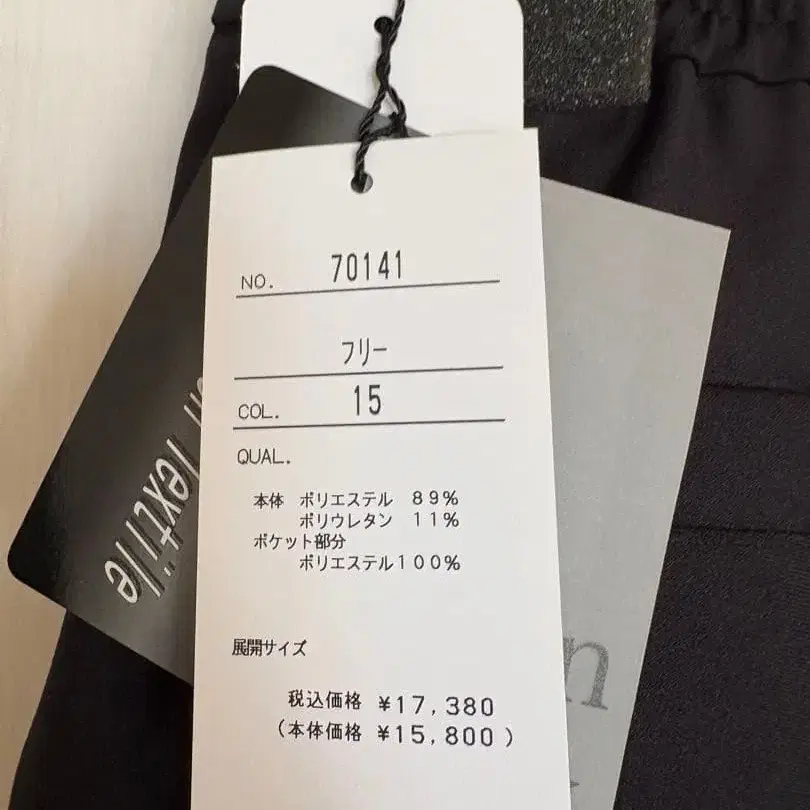 NO. 70141
フリー
COL. 15
QUAL.
本体 ポリエステル 89%
ポリウレタン 11%
ポケット部分
ポリエステル100%
展開サイズ
税込価格 ¥17,380
(本体価格 ¥15,800)